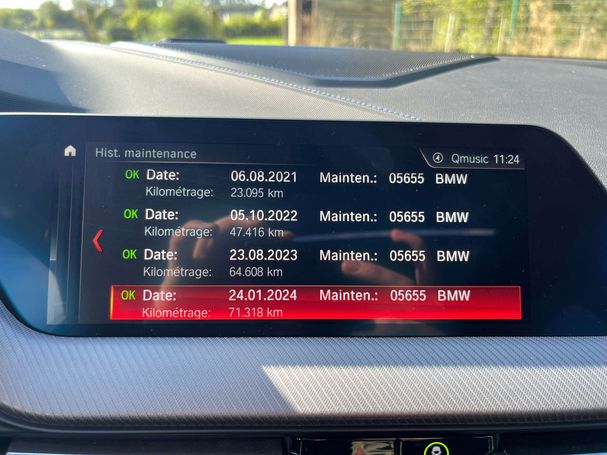 Hist. maintenance
Qmusic 11:24
OK Date: 06.08.2021 Mainten.: 05655 BMW
Kilométrage: 23.095 km
OK Date: 05.10.2022 Mainten.: 05655 BMW
Kilométrage: 47.416 km
OK Date: 23.08.2023 Mainten.: 05655 BMW
Kilométrage: 64.608 km
OK Date: 24.01.2024 Mainten.: 05655 BMW
Kilométrage: 71.318 km